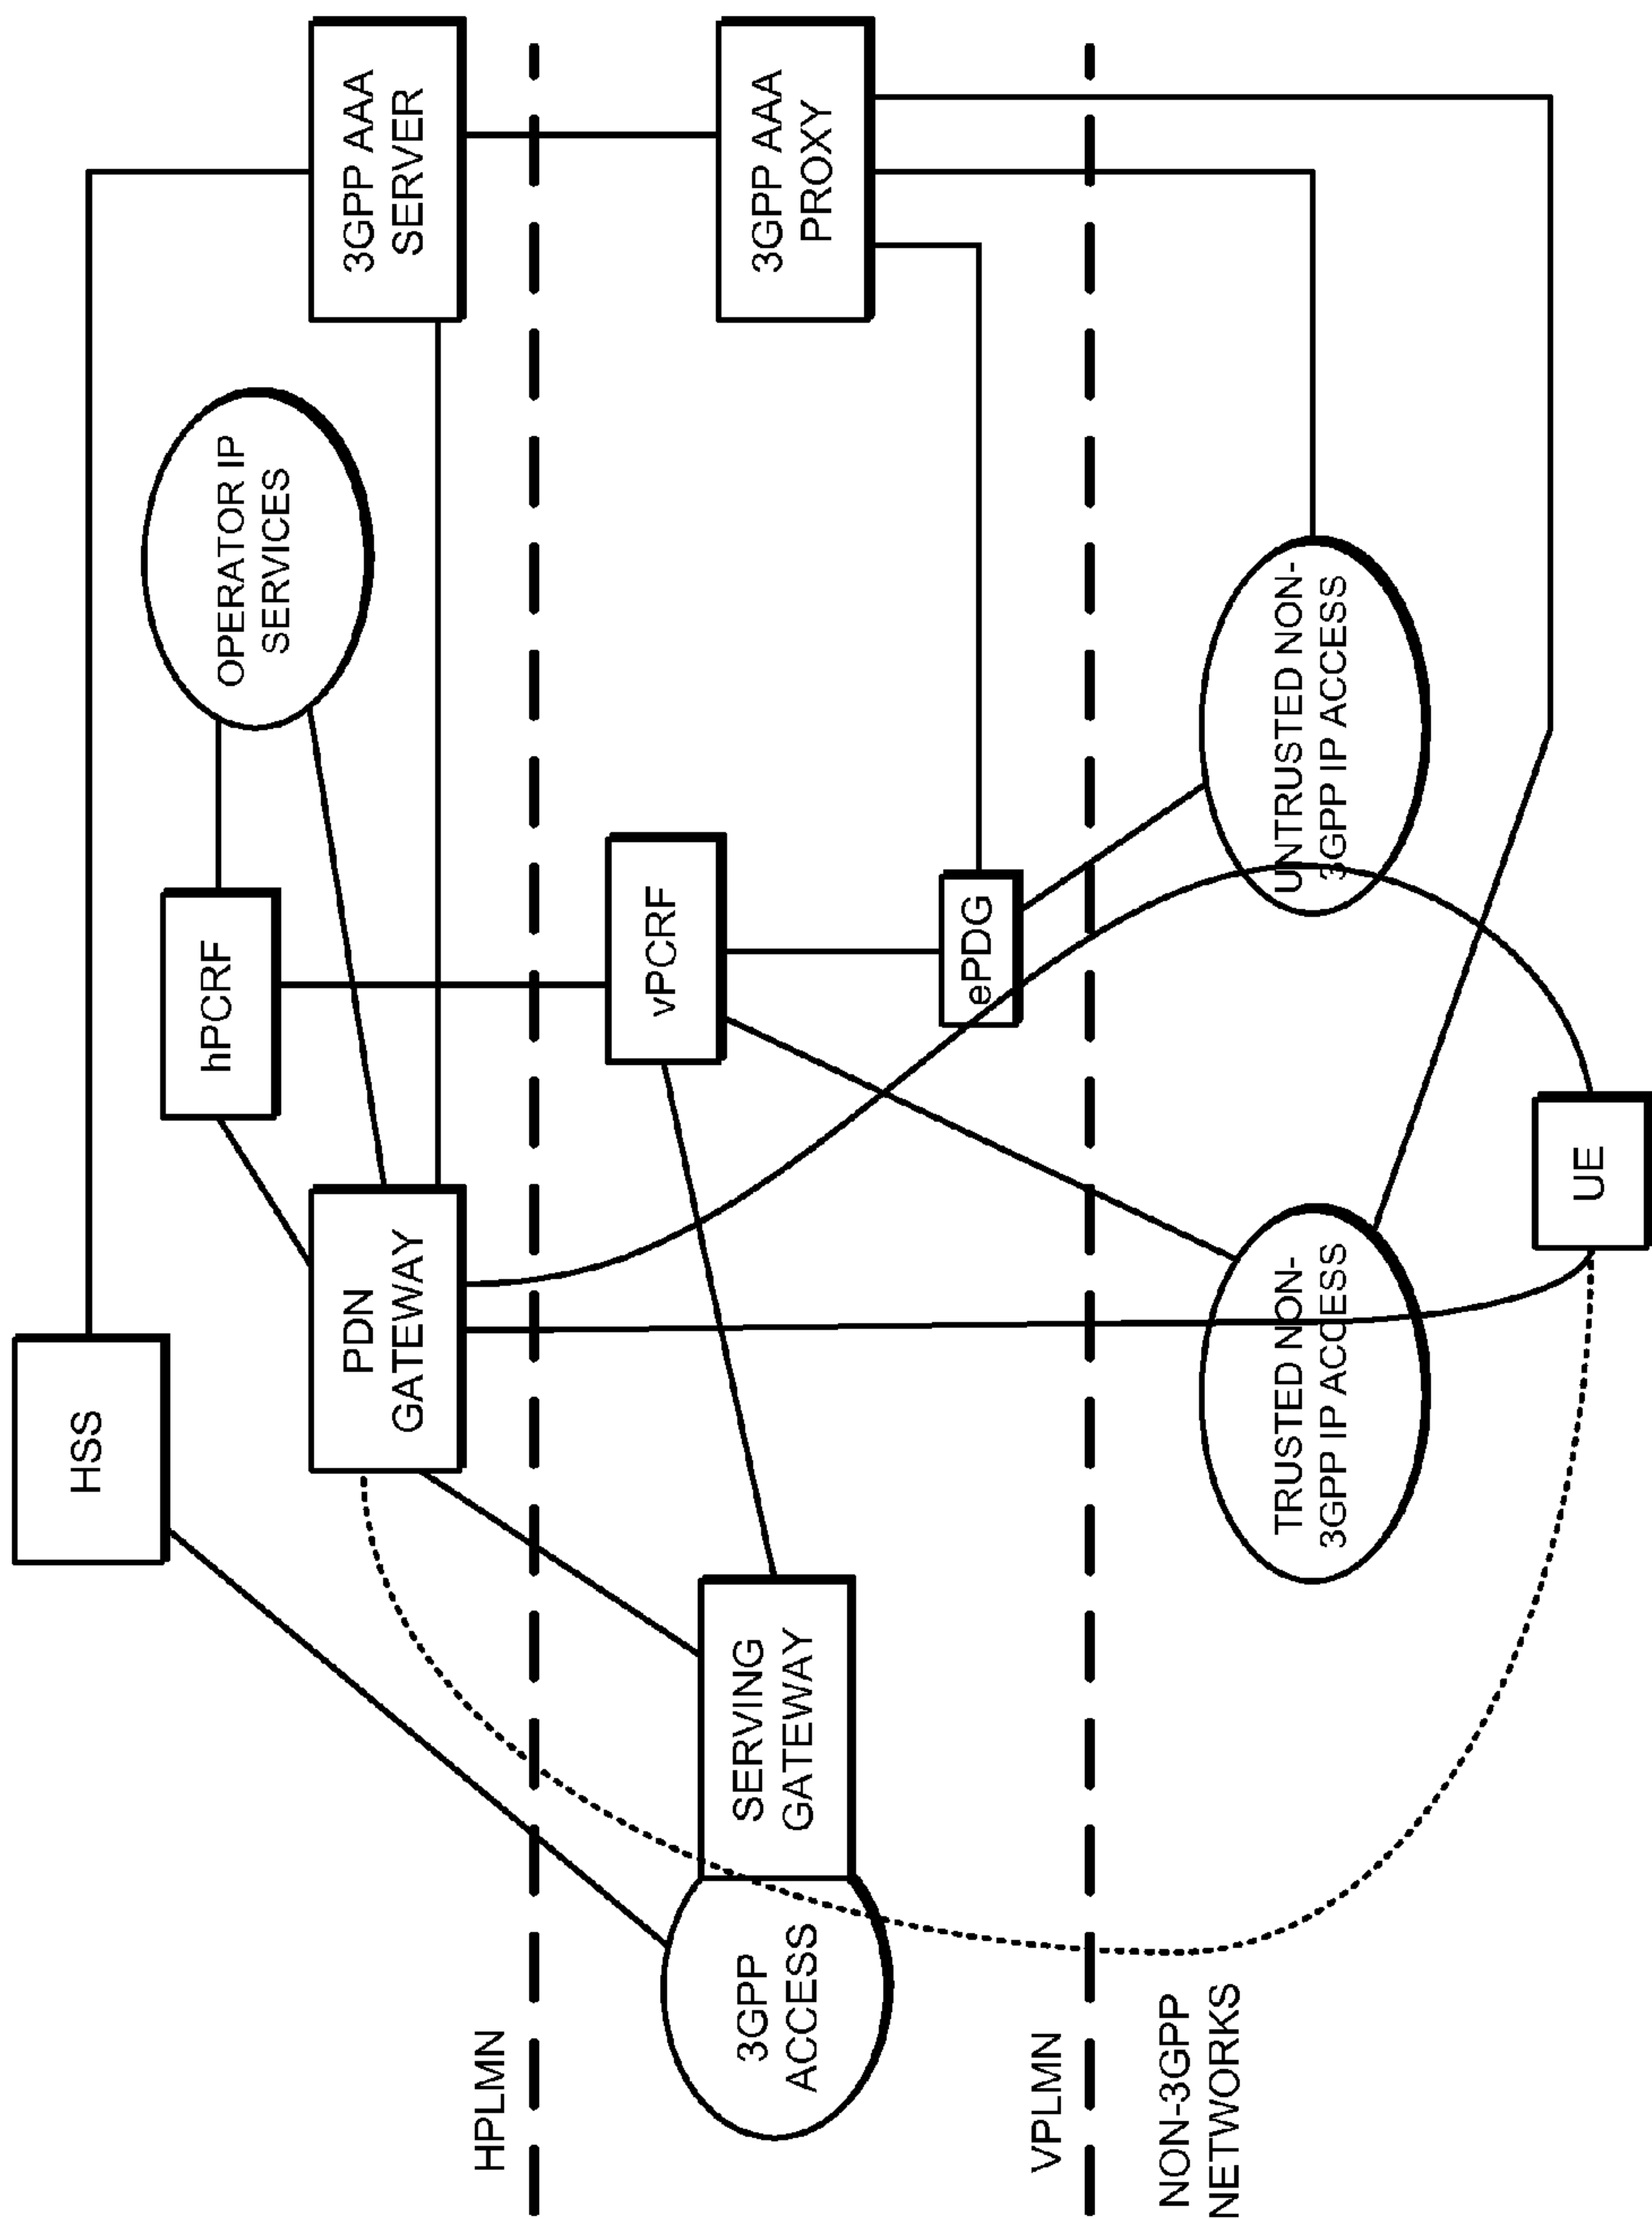 HSS
3GPP AAA
SERVER
OPERATOR IP
SERVICES
hPCRF
PDN
GATEWAY
HPLMN
3GPP AAA
PROXY
vPCRF
ePDG
SERVING
GATEWAY
3GPP
ACCESS
VPLMN
NON-3GPP
NETWORKS
TRUSTED NON-
3GPP IP ACCESS
UNTRUSTED NON-
3GPP IP ACCESS
UE